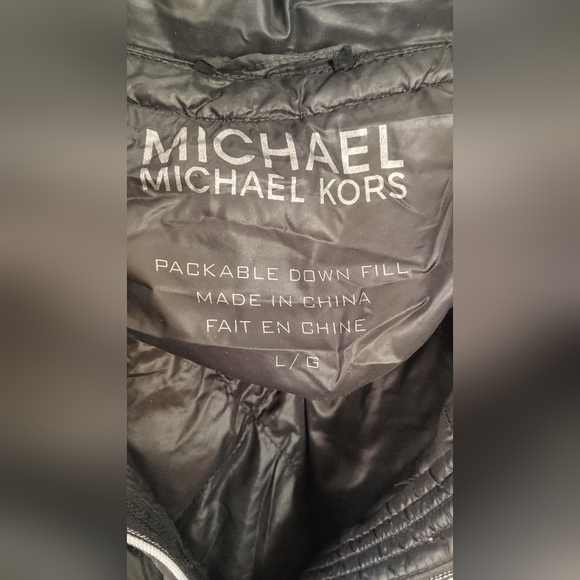 MICHAEL
MICHAEL KORS
PACKABLE DOWN FILL
MADE IN CHINA
FAIT EN CHINE
L/G